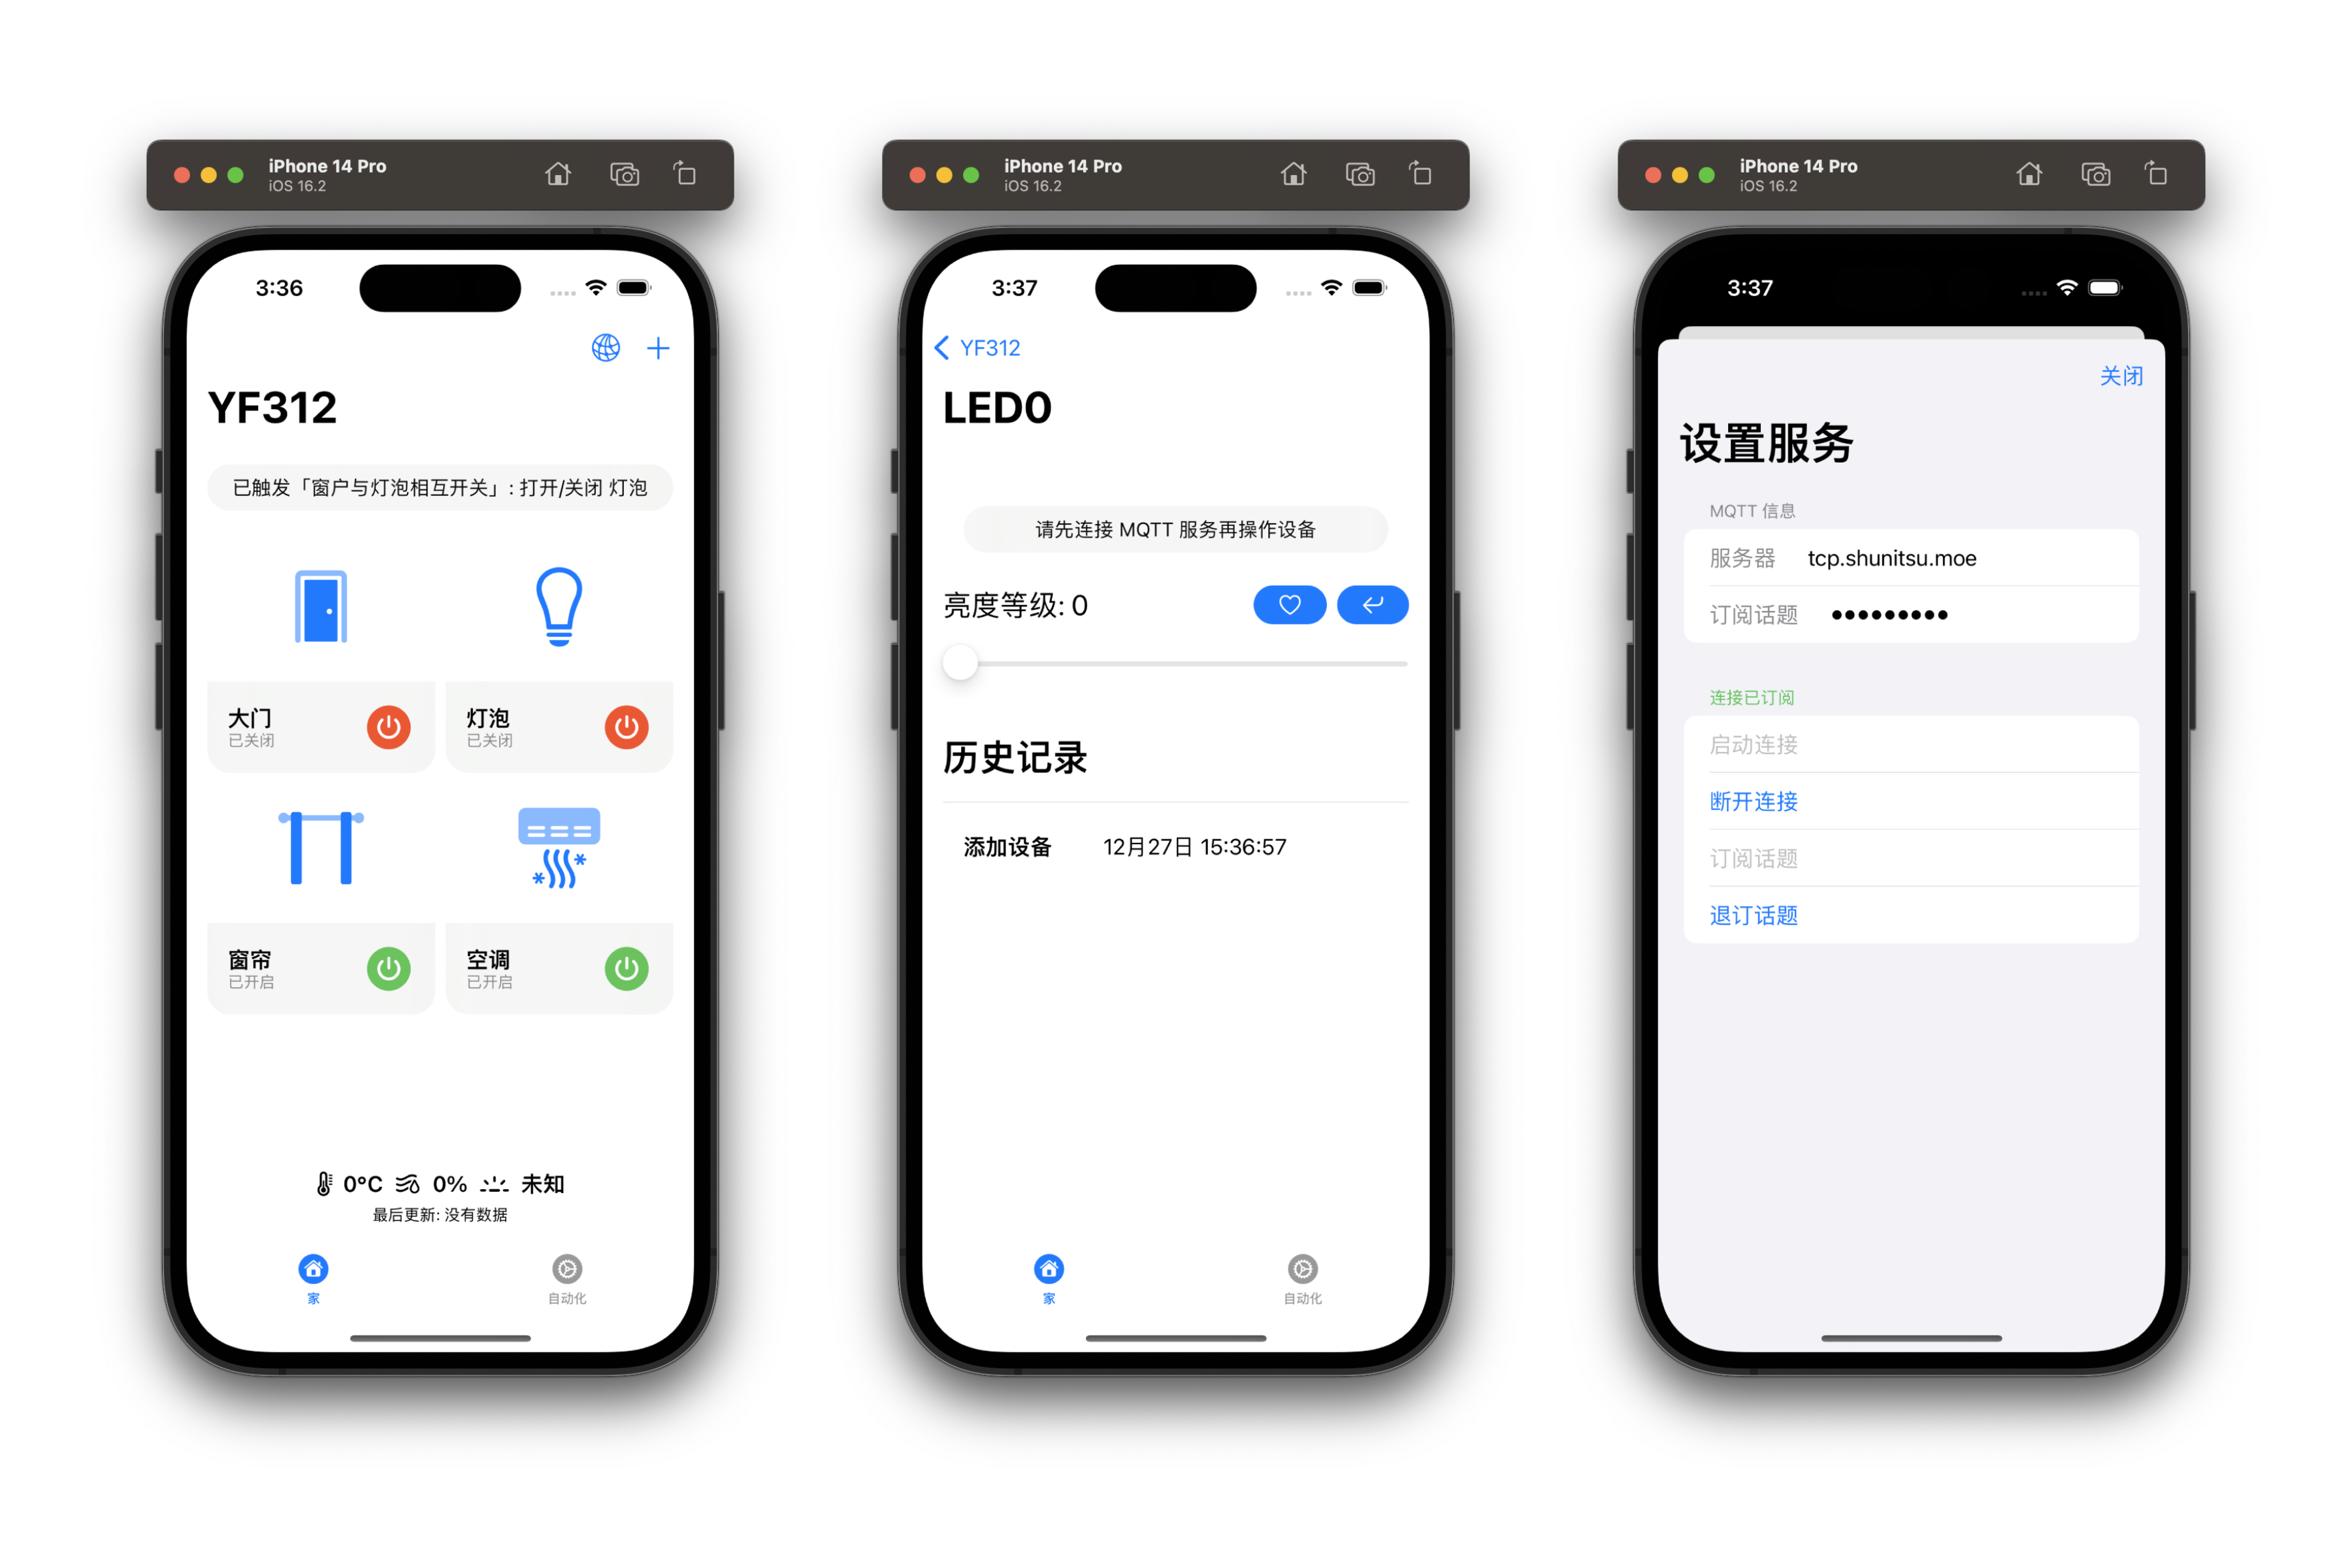 iPhone 14 Pro
iOS 16.2
3:36
YF312
已触发「窗户与灯泡相互开关」: 打开/关闭 灯泡
大门
已关闭
灯泡
已关闭
窗帘
已开启
空调
已开启
0°C 0% 未知
最后更新: 没有数据
家
自动化
iPhone 14 Pro
iOS 16.2
3:37
YF312
LED0
请先连接 MQTT 服务再操作设备
亮度等级: 0
历史记录
添加设备 12月27日 15:36:57
家
自动化
iPhone 14 Pro
iOS 16.2
3:37
关闭
设置服务
MQTT 信息
服务器 tcp.shunitsu.moe
订阅话题 •••••••••
连接已订阅
启动连接
断开连接
订阅话题
退订话题